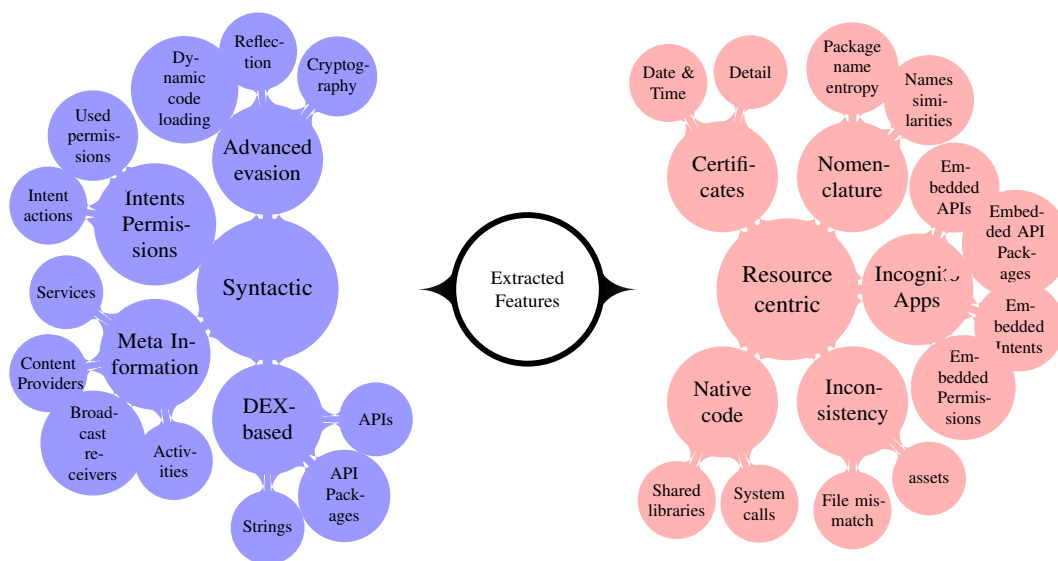 Extracted
Features
Syntactic
Advanced
evasion
Dy-
namic
code
loading
Reflec-
tion
Cryptog-
raphy
Intents
Permis-
sions
Used
permis-
sions
Intent
actions
Meta In-
formation
Services
Content
Providers
Broad-
cast re-
ceivers
Activ-
ities
DEX-
based
APIs
API
Pack-
ages
Strings
Resource
centric
Certifi-
cates
Date &
Time
Detail
Nomen-
clature
Package
name
entropy
Names
simi-
larities
Incognito
Apps
Em-
bedded
APIs
Embed-
ded API
Pack-
ages
Em-
bedded
Intents
Em-
bedded
Permis-
sions
Incon-
sistency
assets
File mis-
match
Native
code
System
calls
Shared
libraries